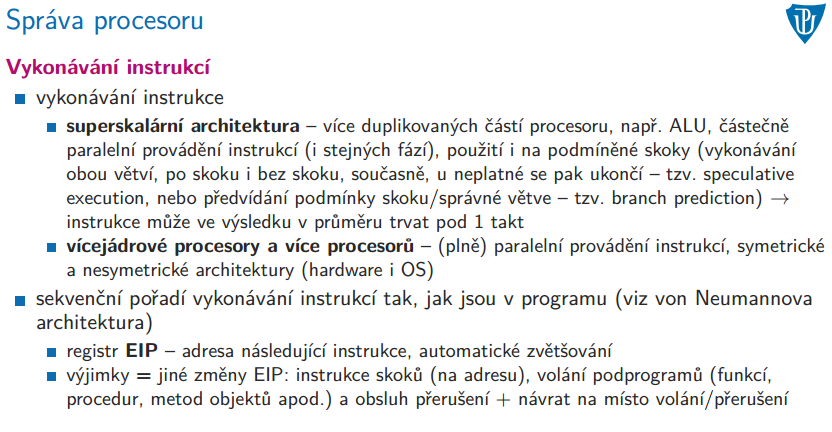 Správa procesoru
Vykonávání instrukcí
vykonávání instrukce
superskalární architektura – více duplikovaných částí procesoru, např. ALU, částečně
paralelní provádění instrukcí (i stejných fází), použití i na podmíněné skoky (vykonávání
obou větví, po skoku i bez skoku, současně, u neplatné se pak ukončí – tzv. speculative
execution, nebo předvídání podmínky skoku/správné větve – tzv. branch prediction) →
instrukce může ve výsledku v průměru trvat pod 1 takt
vícejádrové procesory a více procesorů – (plně) paralelní provádění instrukcí, symetrické
a nesymetrické architektury (hardware i OS)
sekvenční pořadí vykonávání instrukcí tak, jak jsou v programu (viz von Neumannova
architektura)
registr EIP – adresa následující instrukce, automatické zvětšování
výjimky = jiné změny EIP: instrukce skoků (na adresu), volání podprogramů (funkcí,
procedur, metod objektů apod.) a obsluh přerušení + návrat na místo volání/přerušení